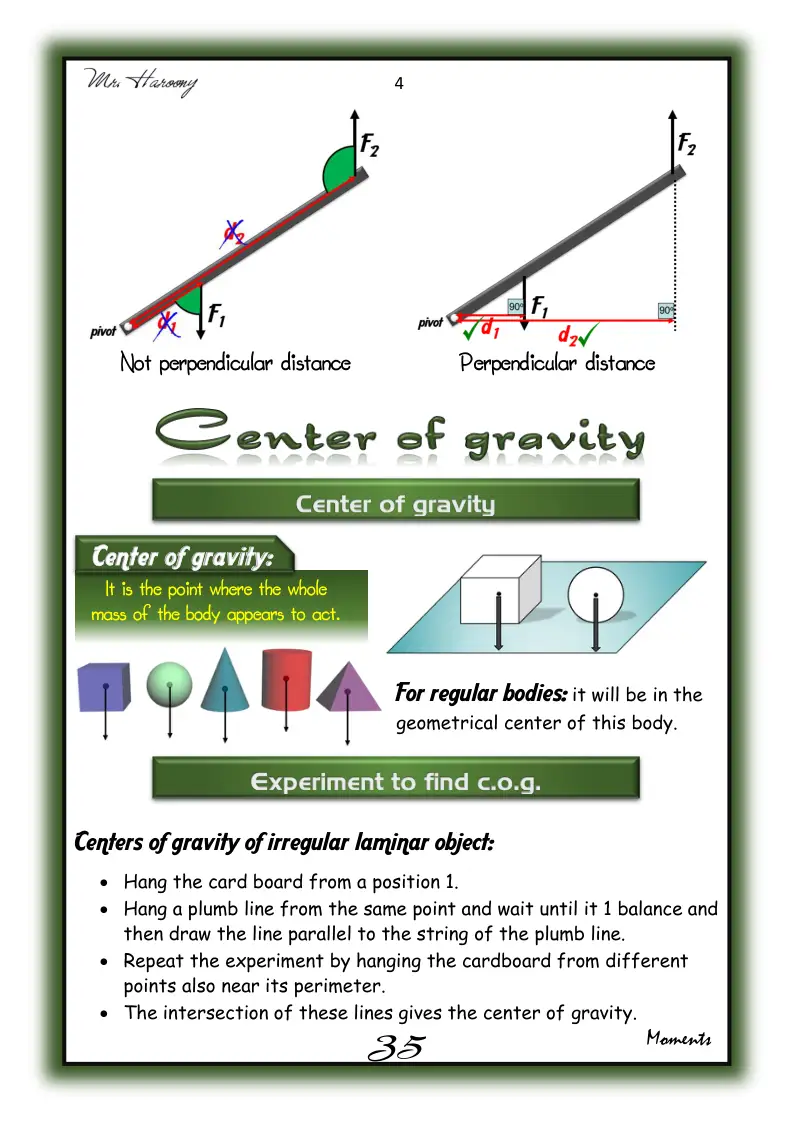 Mr. Haroony
4
F2
F2
d2
F1
F1
90º
90º
pivot
d1
pivot
d1
d2
Not perpendicular distance
Perpendicular distance
Center of gravity
Center of gravity
Center of gravity:
It is the point where the whole
mass of the body appears to act.
For regular bodies: it will be in the
geometrical center of this body.
Experiment to find c.o.g.
Centers of gravity of irregular laminar object:
• Hang the card board from a position 1.
• Hang a plumb line from the same point and wait until it 1 balance and
then draw the line parallel to the string of the plumb line.
• Repeat the experiment by hanging the cardboard from different
points also near its perimeter.
• The intersection of these lines gives the center of gravity.
35
Moments